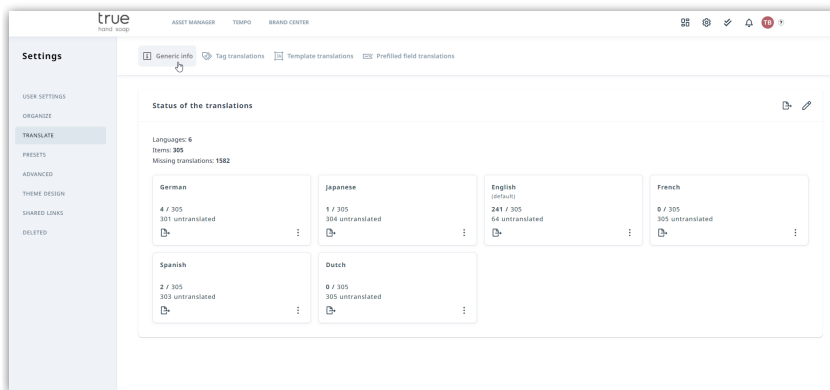 true
hand soap
ASSET MANAGER TEMPO BRAND CENTER
TB
Settings
Generic info Tag translations Template translations Prefilled field translations
USER SETTINGS
ORGANIZE
TRANSLATE
PRESETS
ADVANCED
THEME DESIGN
SHARED LINKS
DELETED
Status of the translations
Languages: 6
Items: 305
Missing translations: 1582
German
4 / 305
301 untranslated
Japanese
1 / 305
304 untranslated
English
(default)
241 / 305
64 untranslated
French
0 / 305
305 untranslated
Spanish
2 / 305
303 untranslated
Dutch
0 / 305
305 untranslated